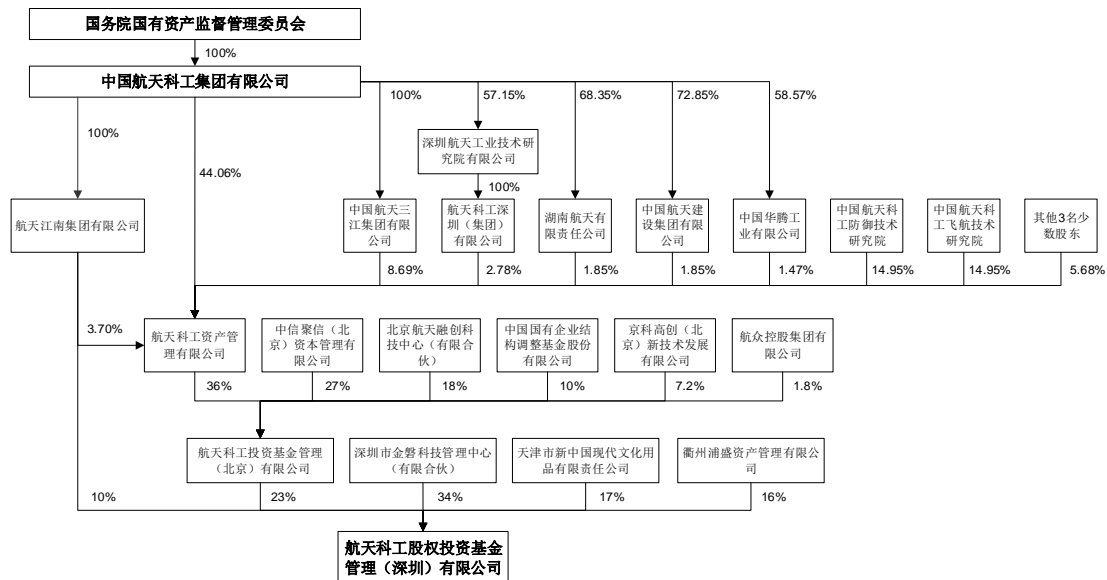 国务院国有资产监督管理委员会
100%
中国航天科工集团有限公司
100%
44.06%
100%
57.15%
68.35%
72.85%
58.57%
深圳航天工业技术研
究院有限公司
100%
航天江南集团有限公司
中国航天三
江集团有限
公司
航天科工深
圳（集团）
有限公司
湖南航天有
限责任公司
中国航天建
设集团有限
公司
中国华腾工
业有限公司
中国航天科
工防御技术
研究院
中国航天科
工飞航技术
研究院
其他3名少
数股东
8.69%
2.78%
1.85%
1.85%
1.47%
14.95%
14.95%
5.68%
3.70%
航天科工资产管
理有限公司
中信聚信（北
京）资本管理有
限公司
北京航天融创科
技中心（有限合
伙）
中国国有企业结
构调整基金股份
有限公司
京科高创（北
京）新技术发展有
限公司
航众控股集团有
限公司
36%
27%
18%
10%
7.2%
1.8%
航天科工投资基金管理
（北京）有限公司
深圳市金磐科技管理中心
（有限合伙）
天津市新中国现代文化用
品有限责任公司
衢州浦盛资产管理有限公
司
10%
23%
34%
17%
16%
航天科工股权投资基金
管理（深圳）有限公司